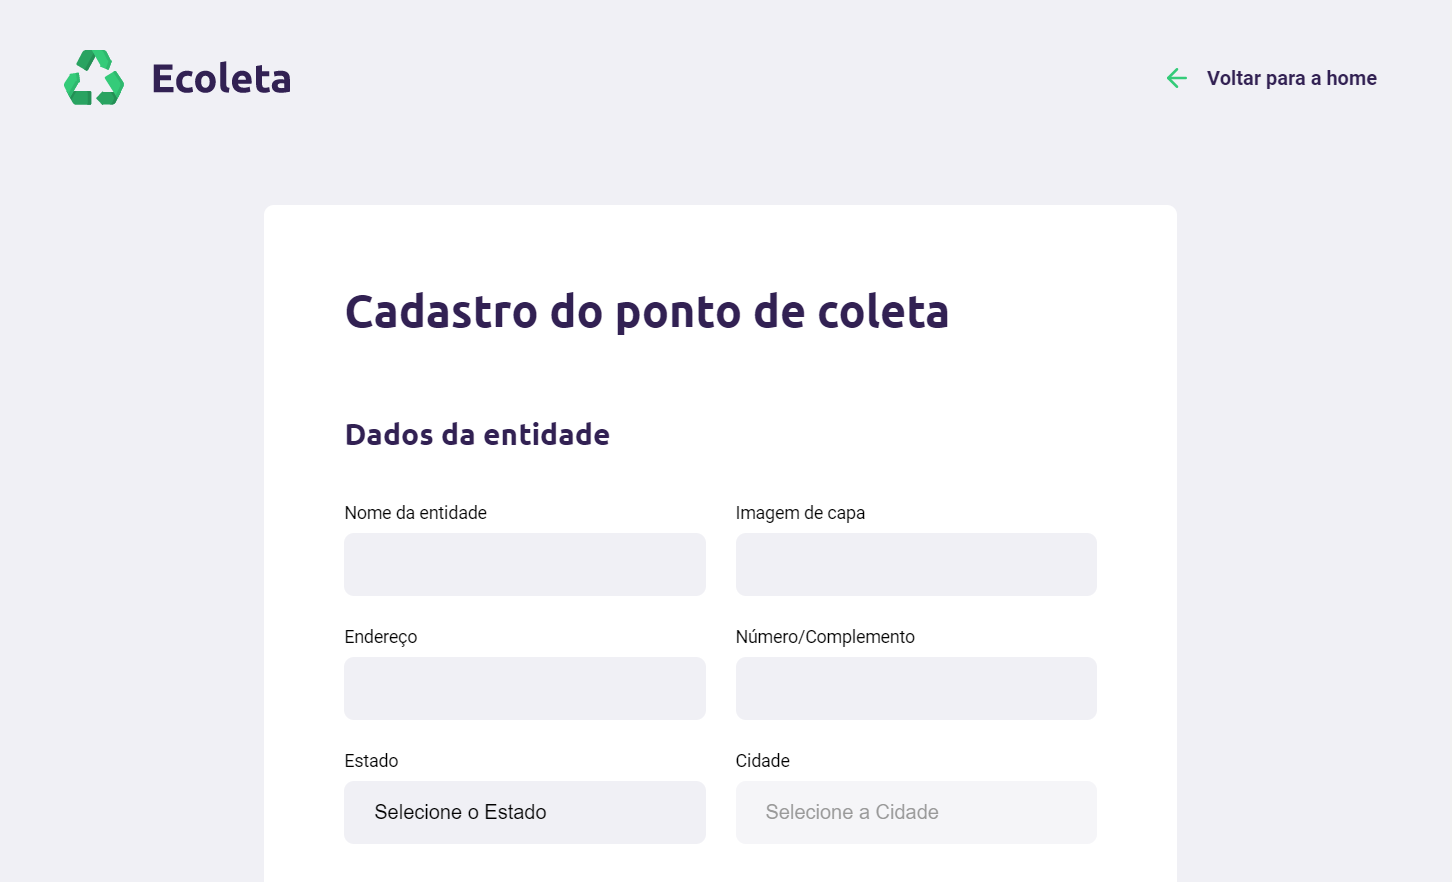 Ecoleta
Voltar para a home
Cadastro do ponto de coleta
Dados da entidade
Nome da entidade
Imagem de capa
Endereço
Número/Complemento
Estado
Cidade
Selecione o Estado
Selecione a Cidade